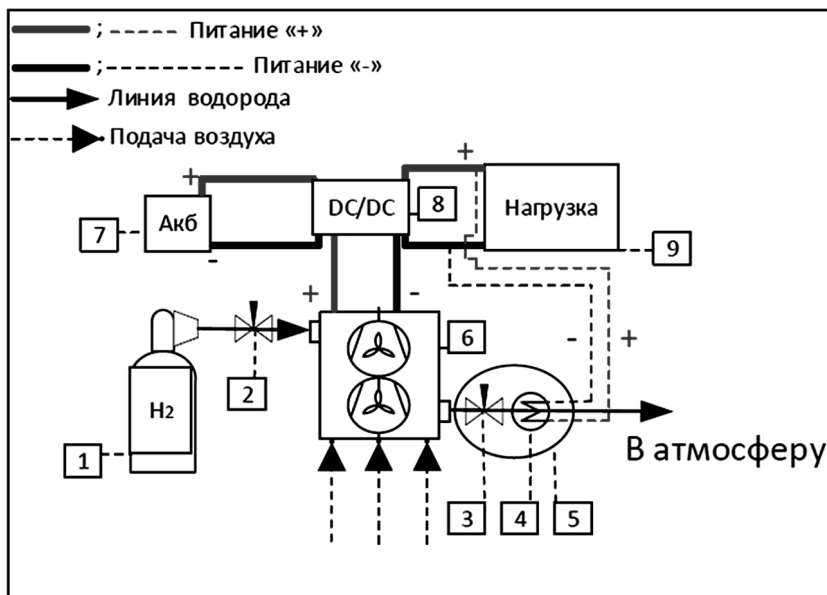 ; Питание «+»
; Питание «-»
Линия водорода
Подача воздуха
+ +
Акб DC/DC 8 Нагрузка
7 9
- +
+ - - +
6
2
H2
1
В атмосферу
3 4 5